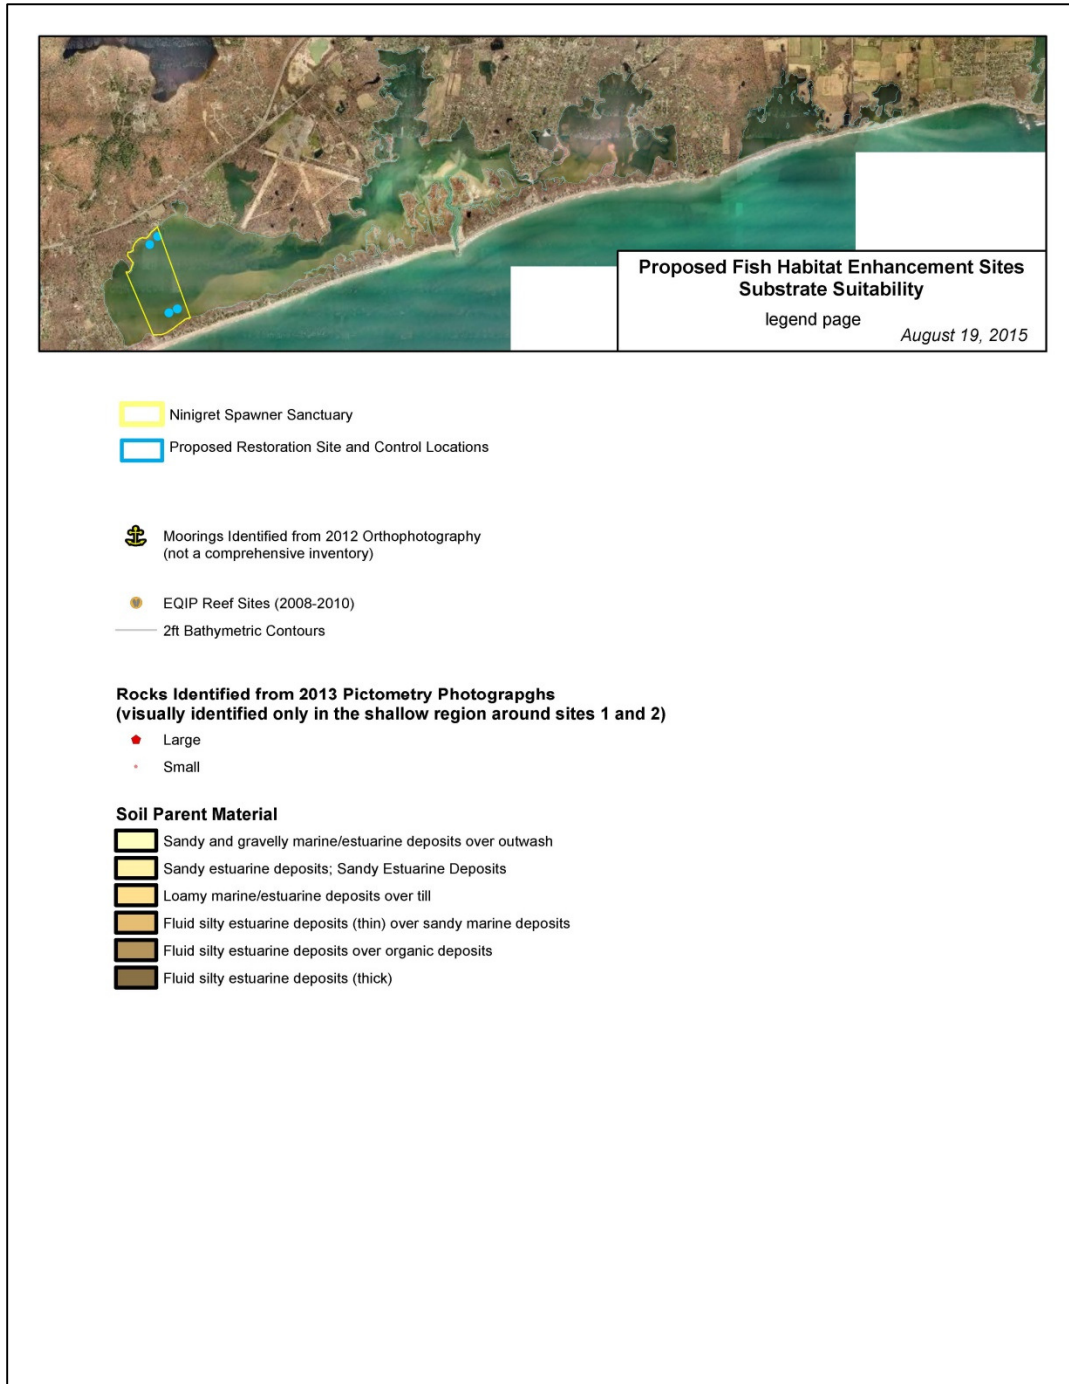 Proposed Fish Habitat Enhancement Sites
Substrate Suitability
legend page
August 19, 2015
Ninigret Spawner Sanctuary
Proposed Restoration Site and Control Locations
Moorings Identified from 2012 Orthophotography
(not a comprehensive inventory)
EQIP Reef Sites (2008-2010)
2ft Bathymetric Contours
Rocks Identified from 2013 Pictometry Photograpghs
(visually identified only in the shallow region around sites 1 and 2)
Large
Small
Soil Parent Material
Sandy and gravelly marine/estuarine deposits over outwash
Sandy estuarine deposits; Sandy Estuarine Deposits
Loamy marine/estuarine deposits over till
Fluid silty estuarine deposits (thin) over sandy marine deposits
Fluid silty estuarine deposits over organic deposits
Fluid silty estuarine deposits (thick)